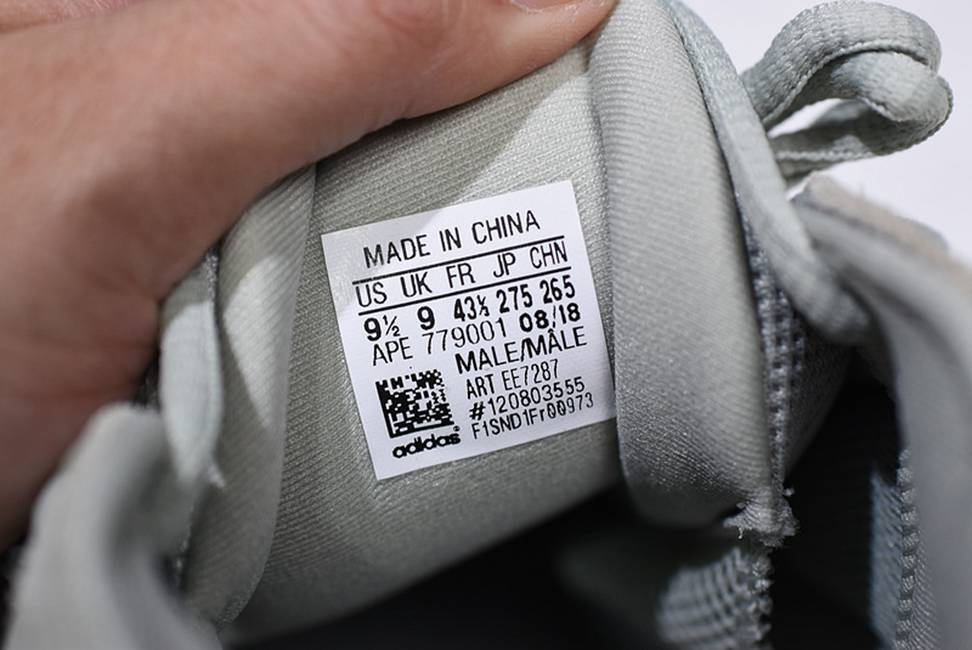 MADE IN CHINA
US UK FR JP CHN
9½ 9 43⅓ 275 265
APE 779001 08/18
MALE/MÂLE
ART EE7287
#120803555
F1SND1Fr00973
adidas®